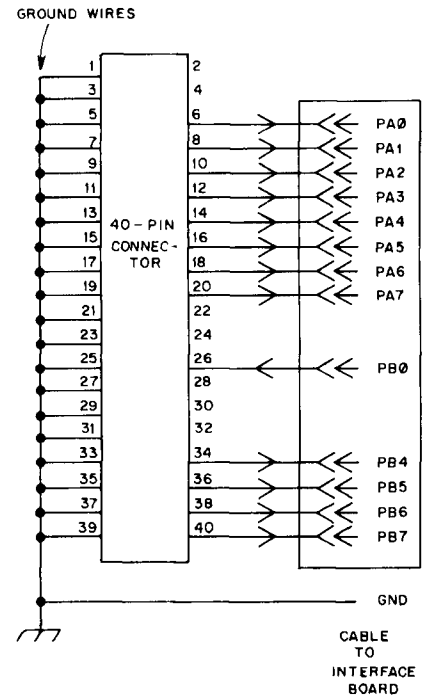 GROUND WIRES
1 2
3 4
5 6 PA0
7 8 PA1
9 10 PA2
11 12 PA3
13 14 PA4
40-PIN
CONNEC-
TOR
15 16 PA5
17 18 PA6
19 20 PA7
21 22
23 24
25 26 PB0
27 28
29 30
31 32
33 34 PB4
35 36 PB5
37 38 PB6
39 40 PB7
GND
CABLE
TO
INTERFACE
BOARD